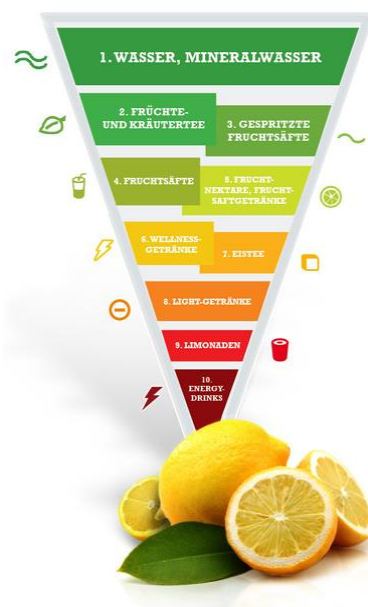 1. WASSER, MINERALWASSER
2. FRÜCHTE-
UND KRÄUTERTEE
3. GESPRITZTE
FRUCHTSÄFTE
4. FRUCHTSÄFTE
5. FRUCHT-
NEKTARE, FRUCHT-
SAFTGETRÄNKE
6. WELLNESS-
GETRÄNKE
7. EISTEE
8. LIGHT-GETRÄNKE
9. LIMONADEN
10.
ENERGY-
DRINKS